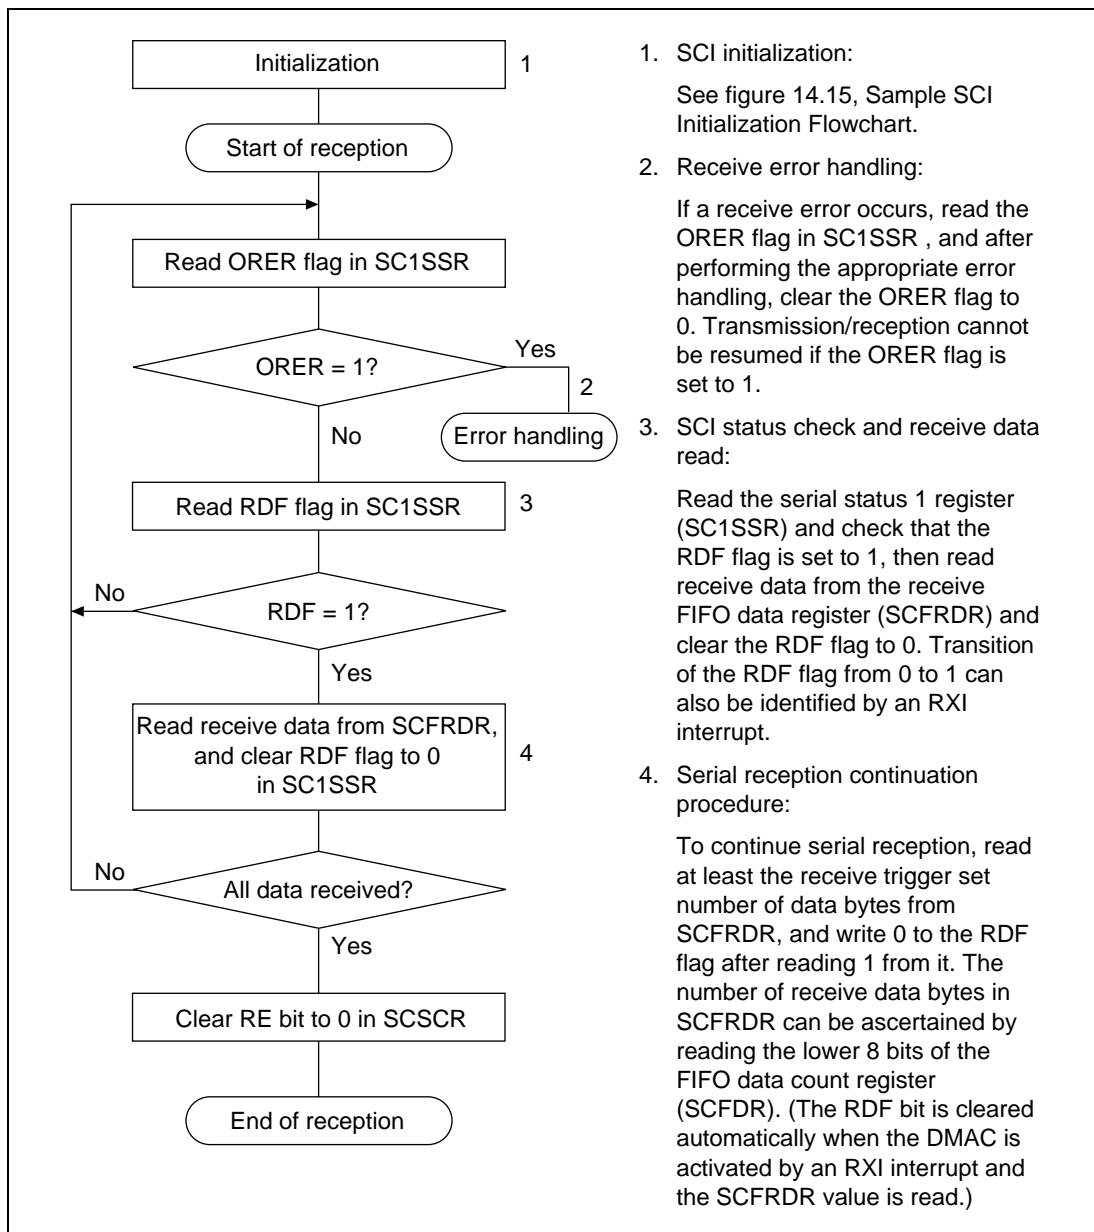 Initialization
1
Start of reception
Read ORER flag in SC1SSR
ORER = 1?
Yes
2
Error handling
No
Read RDF flag in SC1SSR
3
No
RDF = 1?
Yes
Read receive data from SCFRDR,
and clear RDF flag to 0
in SC1SSR
4
No
All data received?
Yes
Clear RE bit to 0 in SCSCR
End of reception
1. SCI initialization:
See figure 14.15, Sample SCI
Initialization Flowchart.
2. Receive error handling:
If a receive error occurs, read the
ORER flag in SC1SSR , and after
performing the appropriate error
handling, clear the ORER flag to
0. Transmission/reception cannot
be resumed if the ORER flag is
set to 1.
3. SCI status check and receive data
read:
Read the serial status 1 register
(SC1SSR) and check that the
RDF flag is set to 1, then read
receive data from the receive
FIFO data register (SCFRDR) and
clear the RDF flag to 0. Transition
of the RDF flag from 0 to 1 can
also be identified by an RXI
interrupt.
4. Serial reception continuation
procedure:
To continue serial reception, read
at least the receive trigger set
number of data bytes from
SCFRDR, and write 0 to the RDF
flag after reading 1 from it. The
number of receive data bytes in
SCFRDR can be ascertained by
reading the lower 8 bits of the
FIFO data count register
(SCFDR). (The RDF bit is cleared
automatically when the DMAC is
activated by an RXI interrupt and
the SCFRDR value is read.)